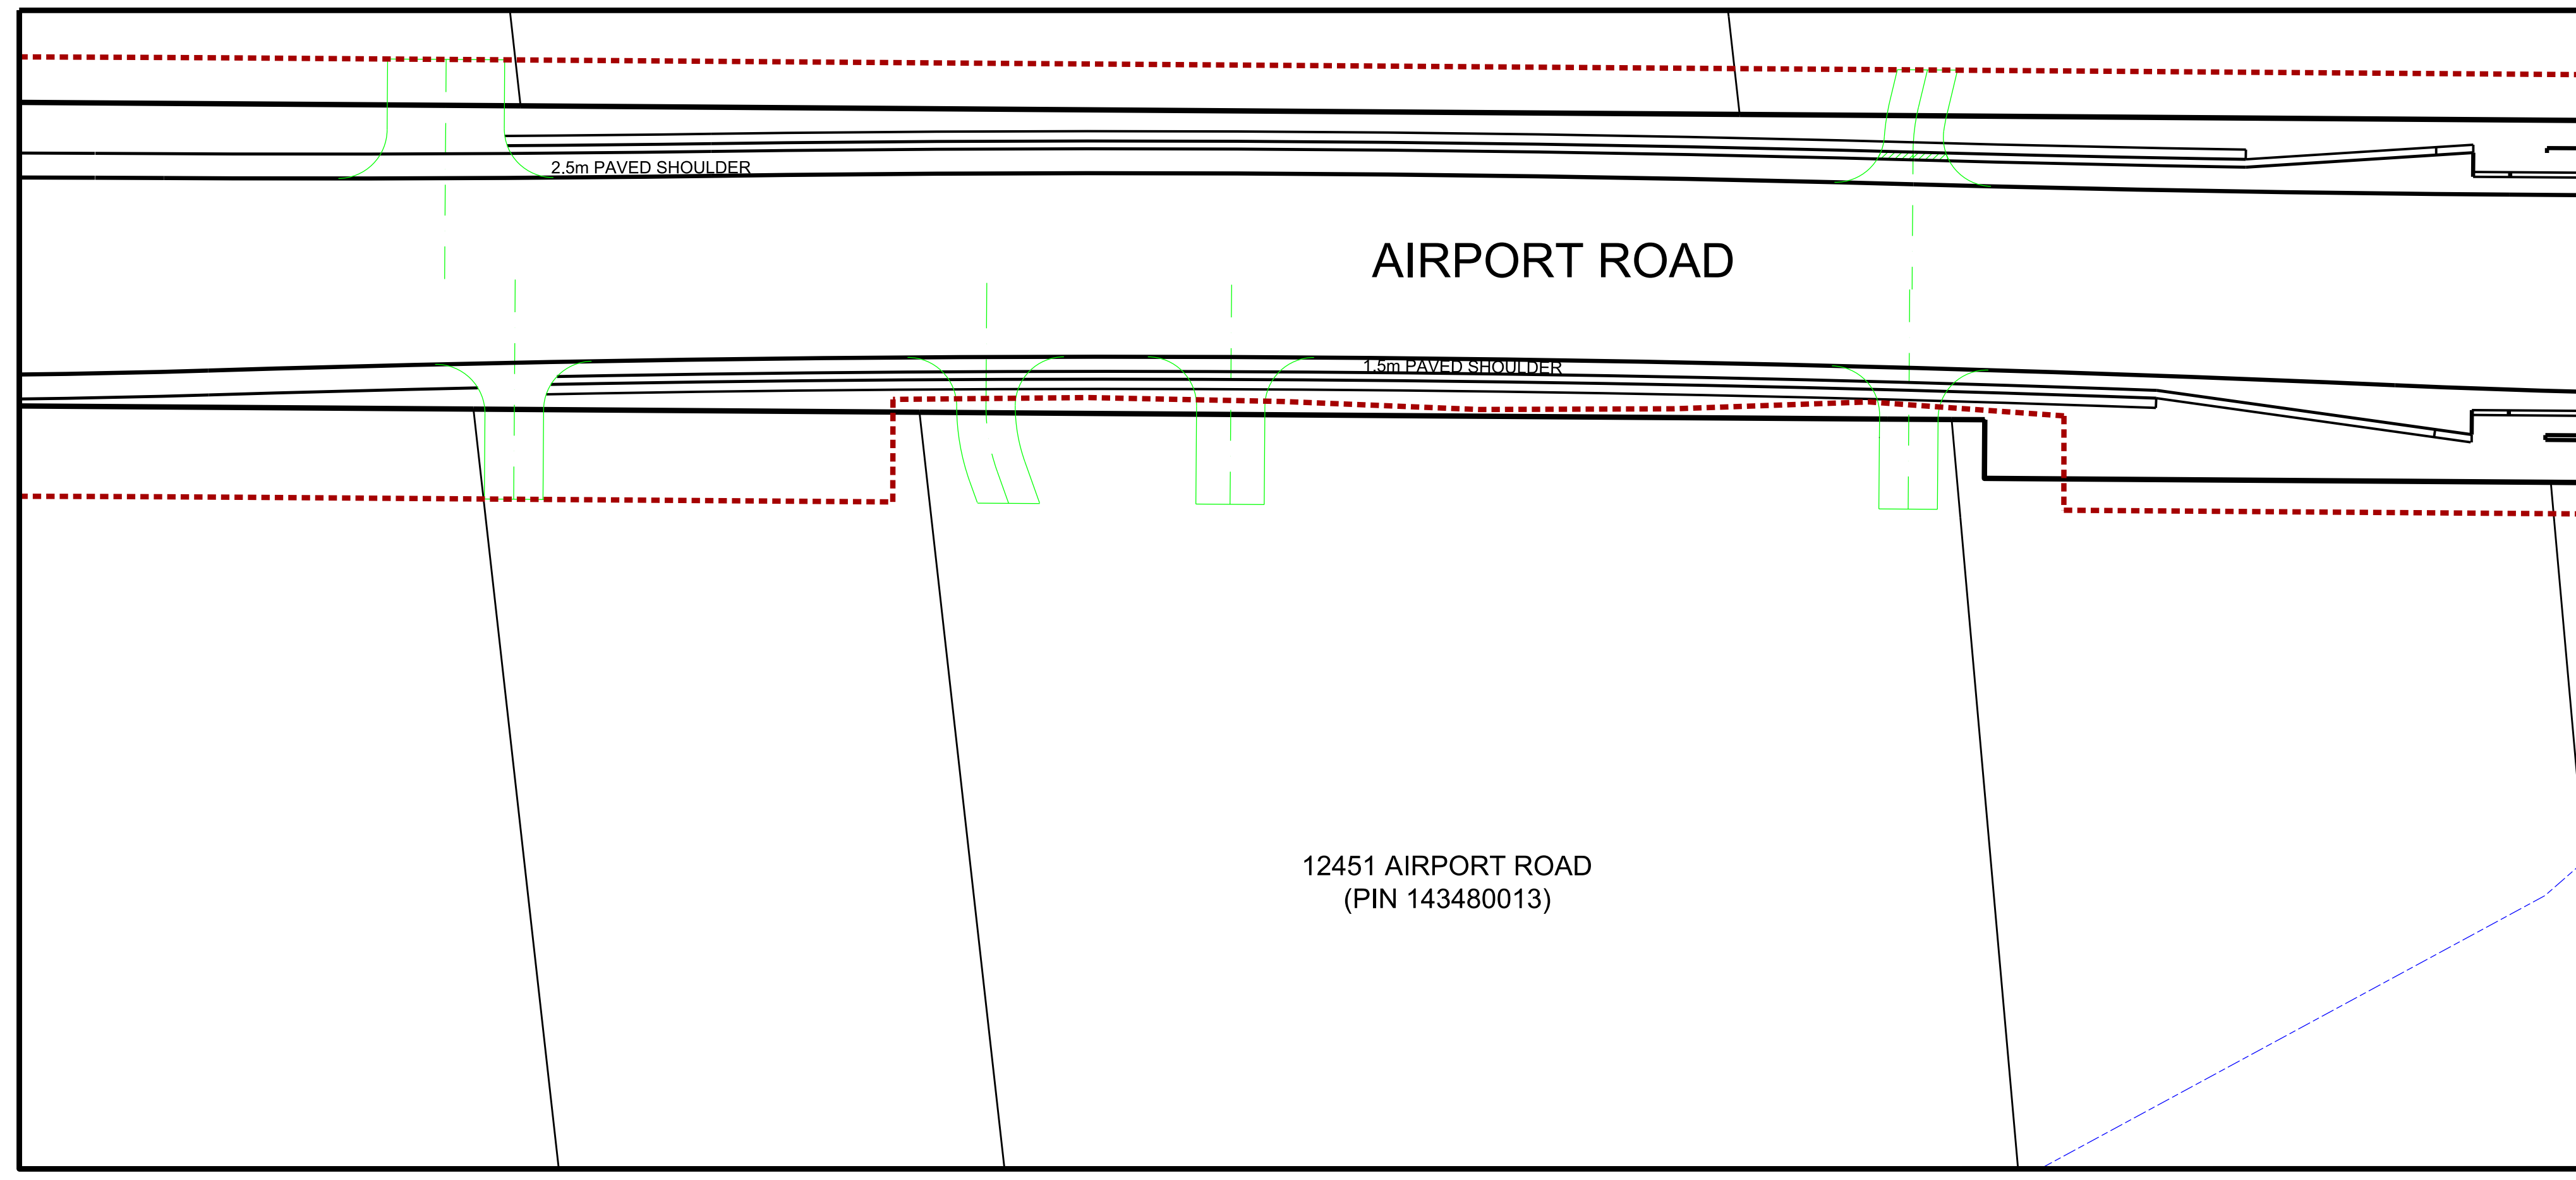 2.5m PAVED SHOULDER
AIRPORT ROAD
1.5m PAVED SHOULDER
12451 AIRPORT ROAD
(PIN 143480013)